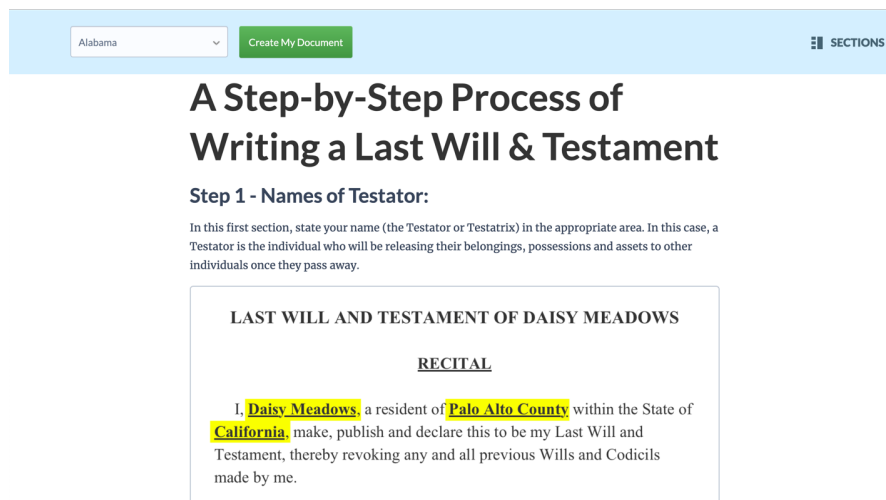 Alabama
Create My Document
SECTIONS
A Step-by-Step Process of
Writing a Last Will & Testament
Step 1 - Names of Testator:
In this first section, state your name (the Testator or Testatrix) in the appropriate area. In this case, a
Testator is the individual who will be releasing their belongings, possessions and assets to other
individuals once they pass away.
LAST WILL AND TESTAMENT OF DAISY MEADOWS
RECITAL
I, Daisy Meadows, a resident of Palo Alto County within the State of
California, make, publish and declare this to be my Last Will and
Testament, thereby revoking any and all previous Wills and Codicils
made by me.